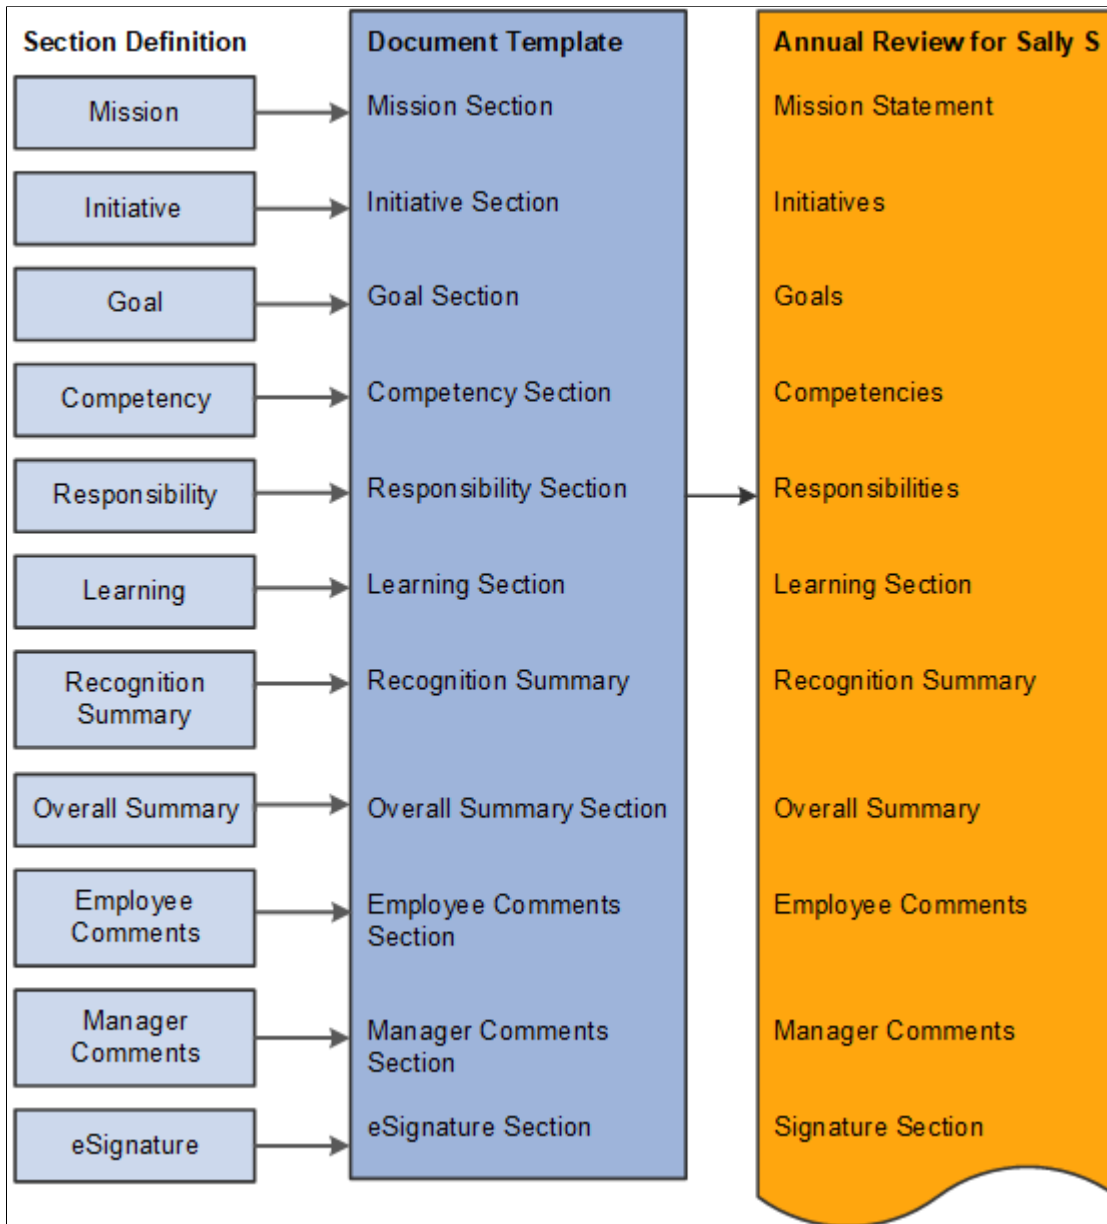 Section Definition
Mission
Initiative
Goal
Competency
Responsibility
Learning
Recognition
Summary
Overall Summary
Employee
Comments
Manager
Comments
eSignature
Document Template
Mission Section
Initiative Section
Goal Section
Competency Section
Responsibility Section
Learning Section
Recognition Summary
Overall Summary Section
Employee Comments
Section
Manager Comments
Section
eSignature Section
Annual Review for Sally S
Mission Statement
Initiatives
Goals
Competencies
Responsibilities
Learning Section
Recognition Summary
Overall Summary
Employee Comments
Manager Comments
Signature Section